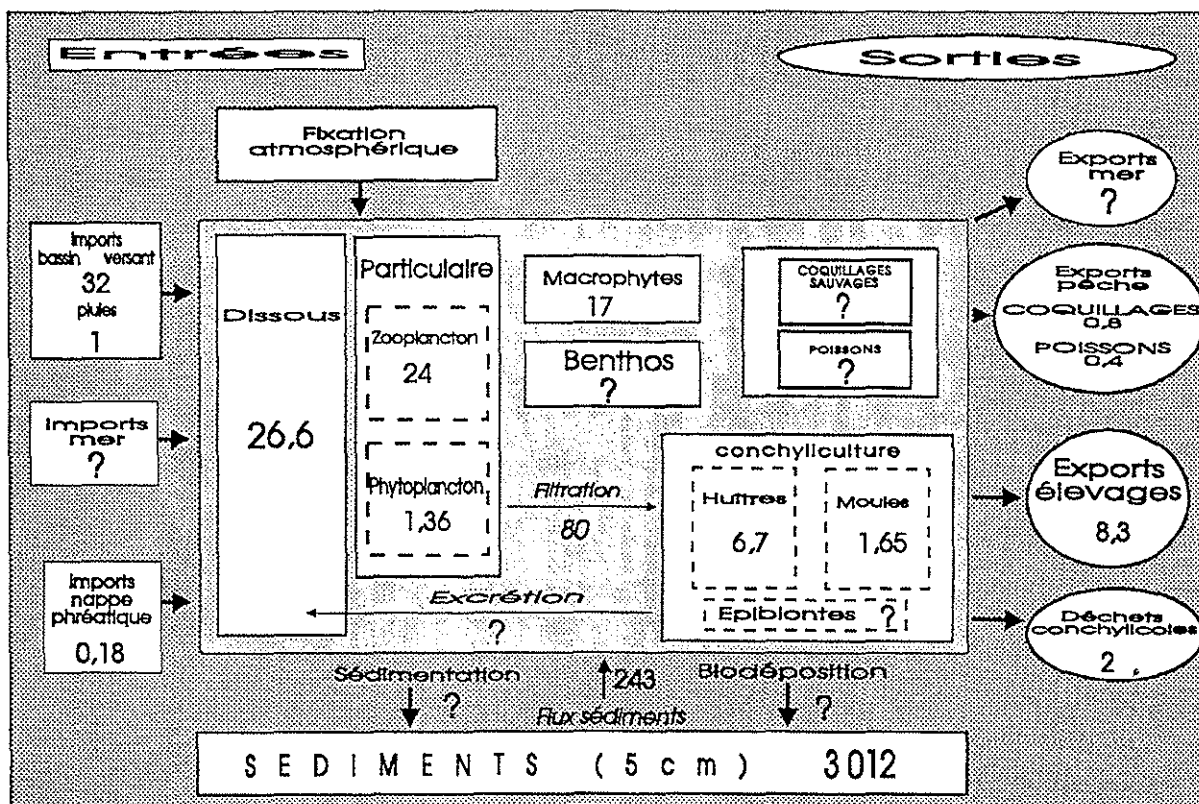 Entrées
Sorties
Fixation
atmosphérique
Exports
mer
?
Imports
bassin versant
32
pluies
1
Dissous
26,6
Particulaire
Zooplancton
24
Phytoplancton
1,36
Macrophytes
17
Benthos
?
COQUILLAGES
SAUVAGES
?
POISSONS
?
Exports
pêche
COQUILLAGES
POISSONS
0,4
Imports
mer
?
Filtration
80
conchyliculture
Huîtres
6,7
Moules
1,65
Epibiontes ?
Exports
élevages
8,3
Imports
nappe
phréatique
0,18
Excrétion
?
Déchets
conchylicoles
2
Sédimentation
?
243
Flux sédiments
Biodéposition
?
SEDIMENTS (5cm) 3012